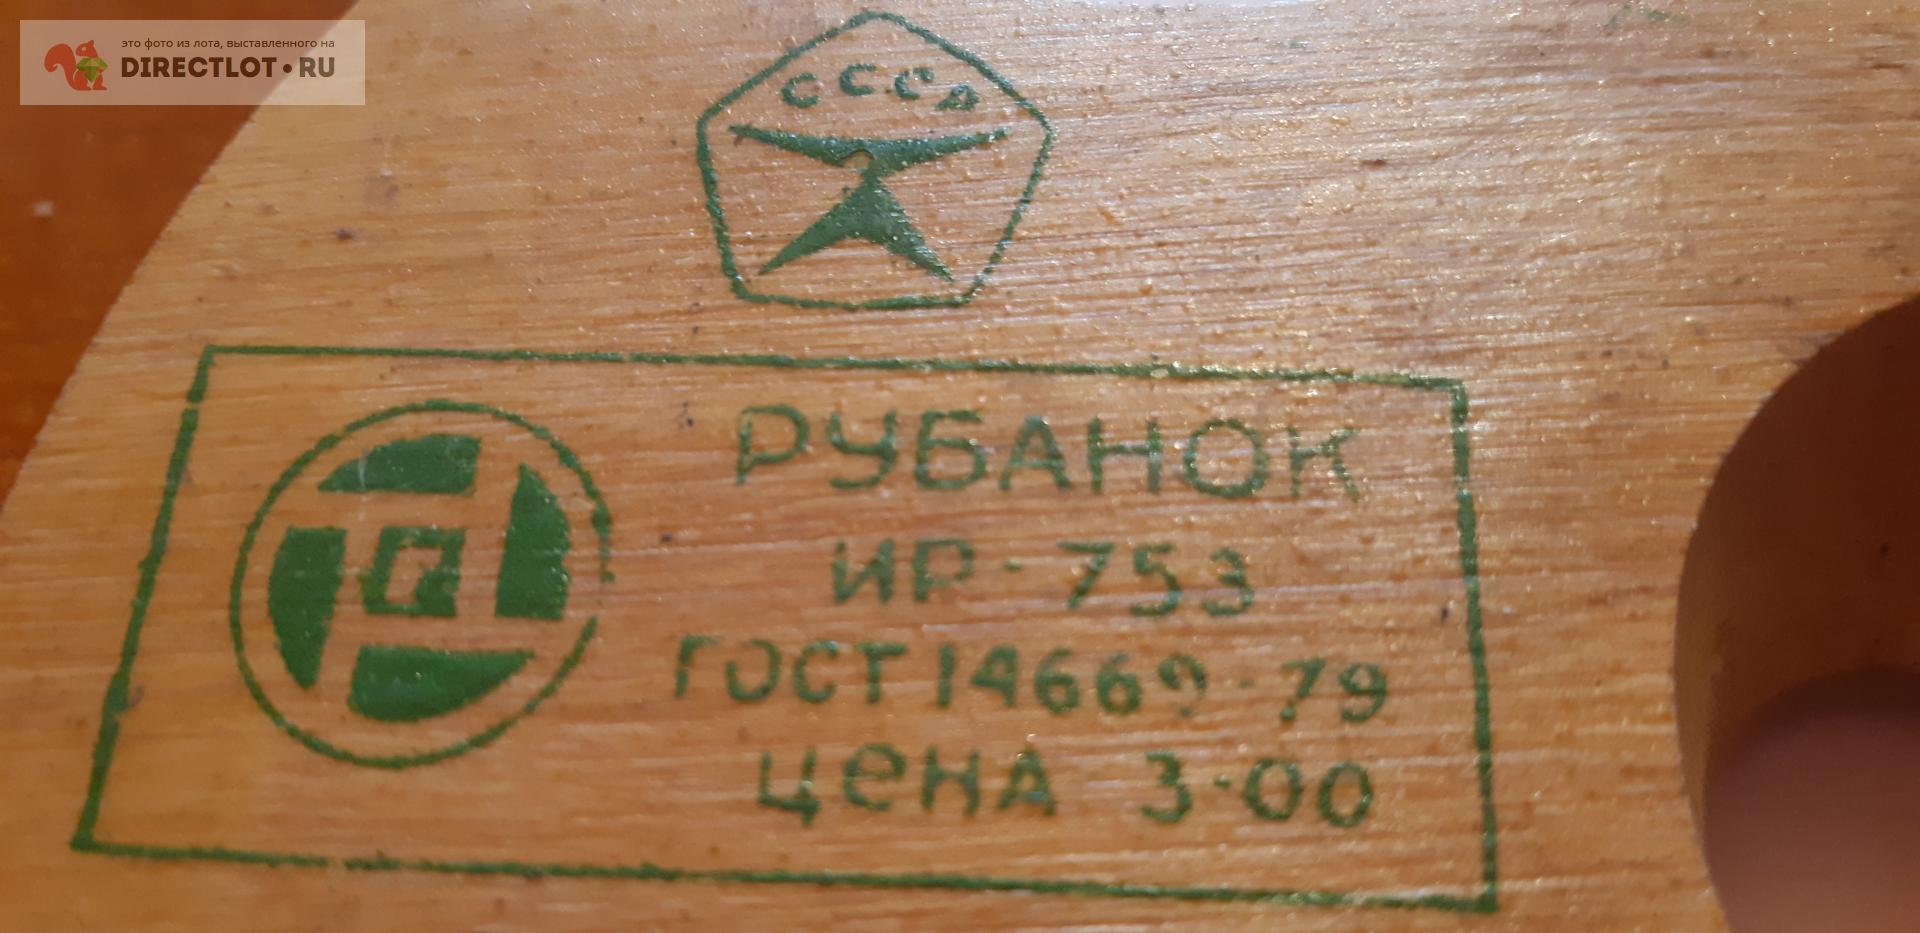 это фото из лота, выставленного на
DIRECTLOT•RU
СССР
РУБАНОК
ИР-753
ГОСТ 14669-79
цена 3-00